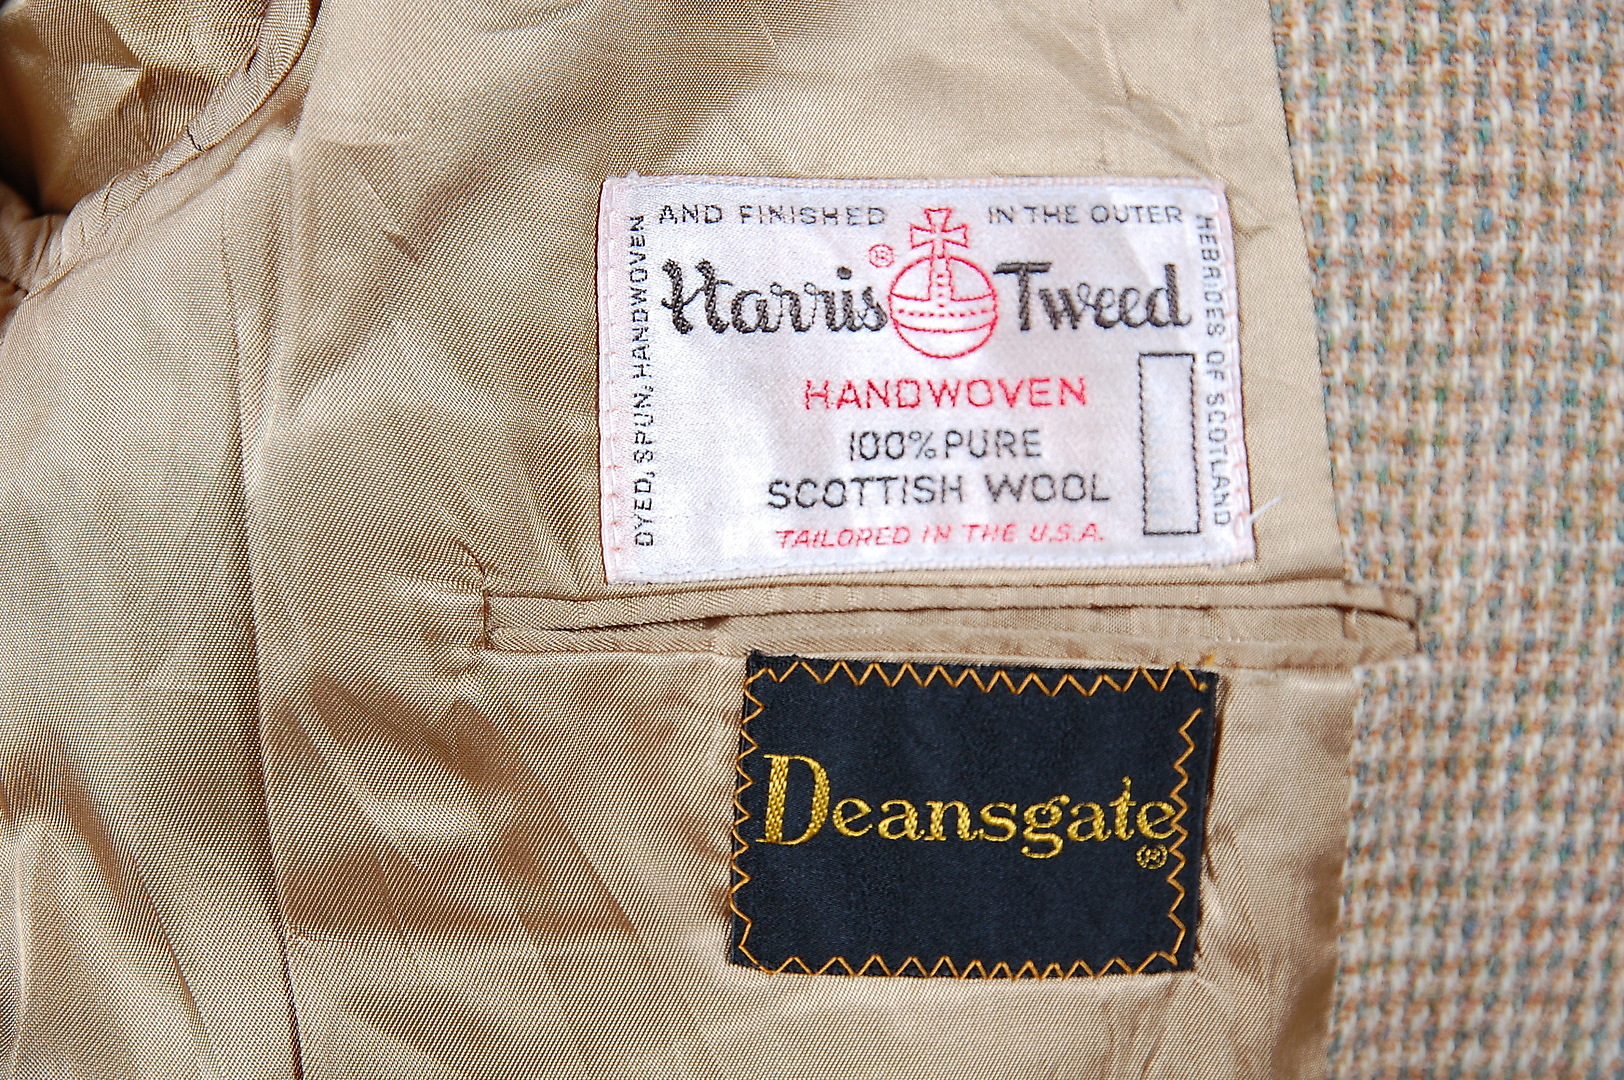 DYED, SPUN, HANDWOVEN
AND FINISHED IN THE OUTER
HEBRIDES OF SCOTLAND
Harris ® Tweed
HANDWOVEN
100% PURE
SCOTTISH WOOL
TAILORED IN THE U.S.A.
Deansgate
®